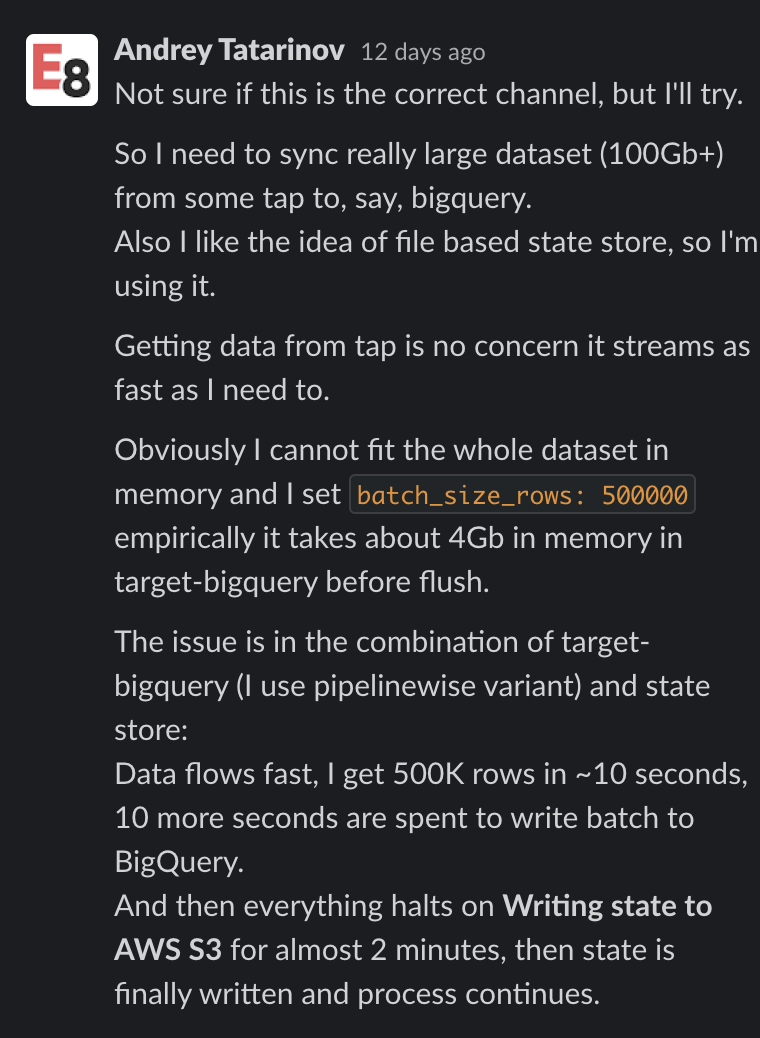 E8
Andrey Tatarinov 12 days ago
Not sure if this is the correct channel, but I'll try.
So I need to sync really large dataset (100Gb+)
from some tap to, say, bigquery.
Also I like the idea of file based state store, so I'm
using it.
Getting data from tap is no concern it streams as
fast as I need to.
Obviously I cannot fit the whole dataset in
memory and I set batch_size_rows: 500000
empirically it takes about 4Gb in memory in
target-bigquery before flush.
The issue is in the combination of target-
bigquery (I use pipelinewise variant) and state
store:
Data flows fast, I get 500K rows in ~10 seconds,
10 more seconds are spent to write batch to
BigQuery.
And then everything halts on Writing state to
AWS S3 for almost 2 minutes, then state is
finally written and process continues.